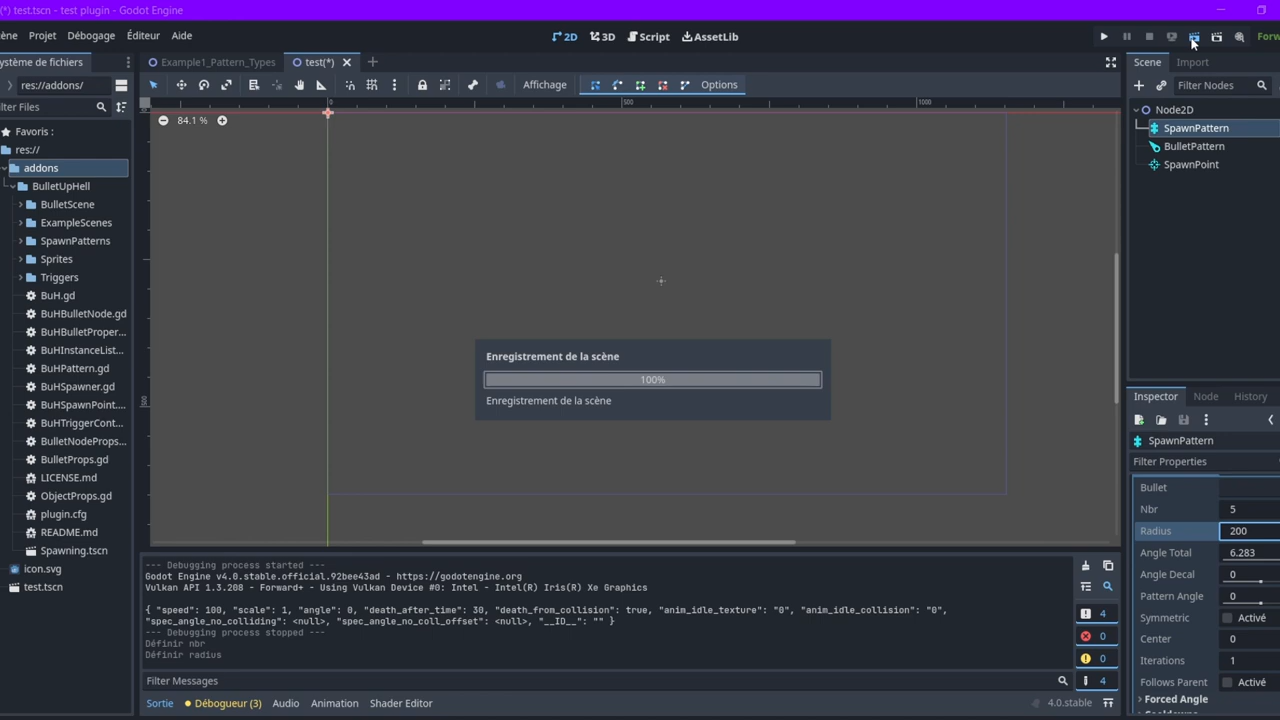 (*) test.tscn - test plugin - Godot Engine
ène Projet Débogage Éditeur Aide
2D 3D Script AssetLib
Forw
ystème de fichiers
Example1_Pattern_Types
test(*)
Scene Import
res://addons/
Affichage
Options
Filter Nodes
ilter Files
0 500 1000
84.1 %
Node2D
SpawnPattern
BulletPattern
SpawnPoint
Favoris :
res://
addons
BulletUpHell
BulletScene
ExampleScenes
SpawnPatterns
Sprites
Triggers
BuH.gd
BuHBulletNode.gd
BuHBulletProper...
BuHInstanceList...
BuHPattern.gd
BuHSpawner.gd
BuHSpawnPoint....
BuHTriggerCont...
BulletNodeProps...
BulletProps.gd
LICENSE.md
ObjectProps.gd
plugin.cfg
README.md
Spawning.tscn
icon.svg
test.tscn
500
Enregistrement de la scène
100%
Enregistrement de la scène
Inspector Node History
SpawnPattern
Filter Properties
Bullet
Nbr 5
Radius 200
Angle Total 6.283
Angle Decal 0
Pattern Angle 0
Symmetric Activé
Center 0
Iterations 1
Follows Parent Activé
Forced Angle
--- Debugging process started ---
Godot Engine v4.0.stable.official.92bee43ad - https://godotengine.org
Vulkan API 1.3.208 - Forward+ - Using Vulkan Device #0: Intel - Intel(R) Iris(R) Xe Graphics
{ "speed": 100, "scale": 1, "angle": 0, "death_after_time": 30, "death_from_collision": true, "anim_idle_texture": "0", "anim_idle_collision": "0",
"spec_angle_no_colliding": <null>, "spec_angle_no_coll_offset": <null>, "__ID__": "" }
--- Debugging process stopped ---
Définir nbr
Définir radius
4
0
0
4
Filter Messages
Sortie Débogueur (3) Audio Animation Shader Editor
4.0.stable